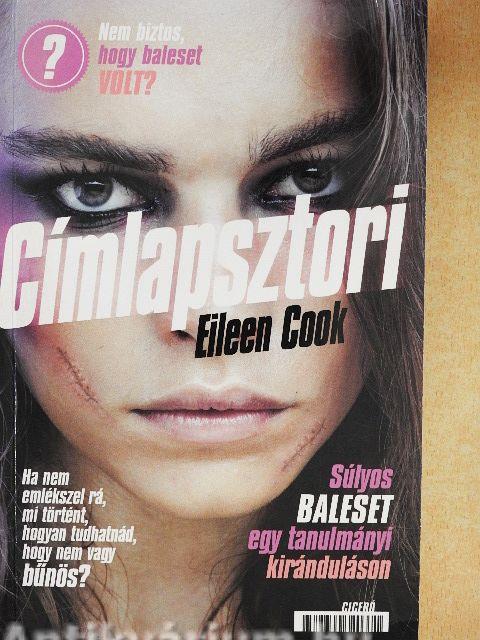 ?
Nem biztos,
hogy baleset
VOLT?
Címlapsztori
Eileen Cook
Ha nem
emlékszel rá,
mi történt,
hogyan tudhatnád,
hogy nem vagy
bűnös?
Súlyos
BALESET
egy tanulmányi
kiránduláson
CICERÓ